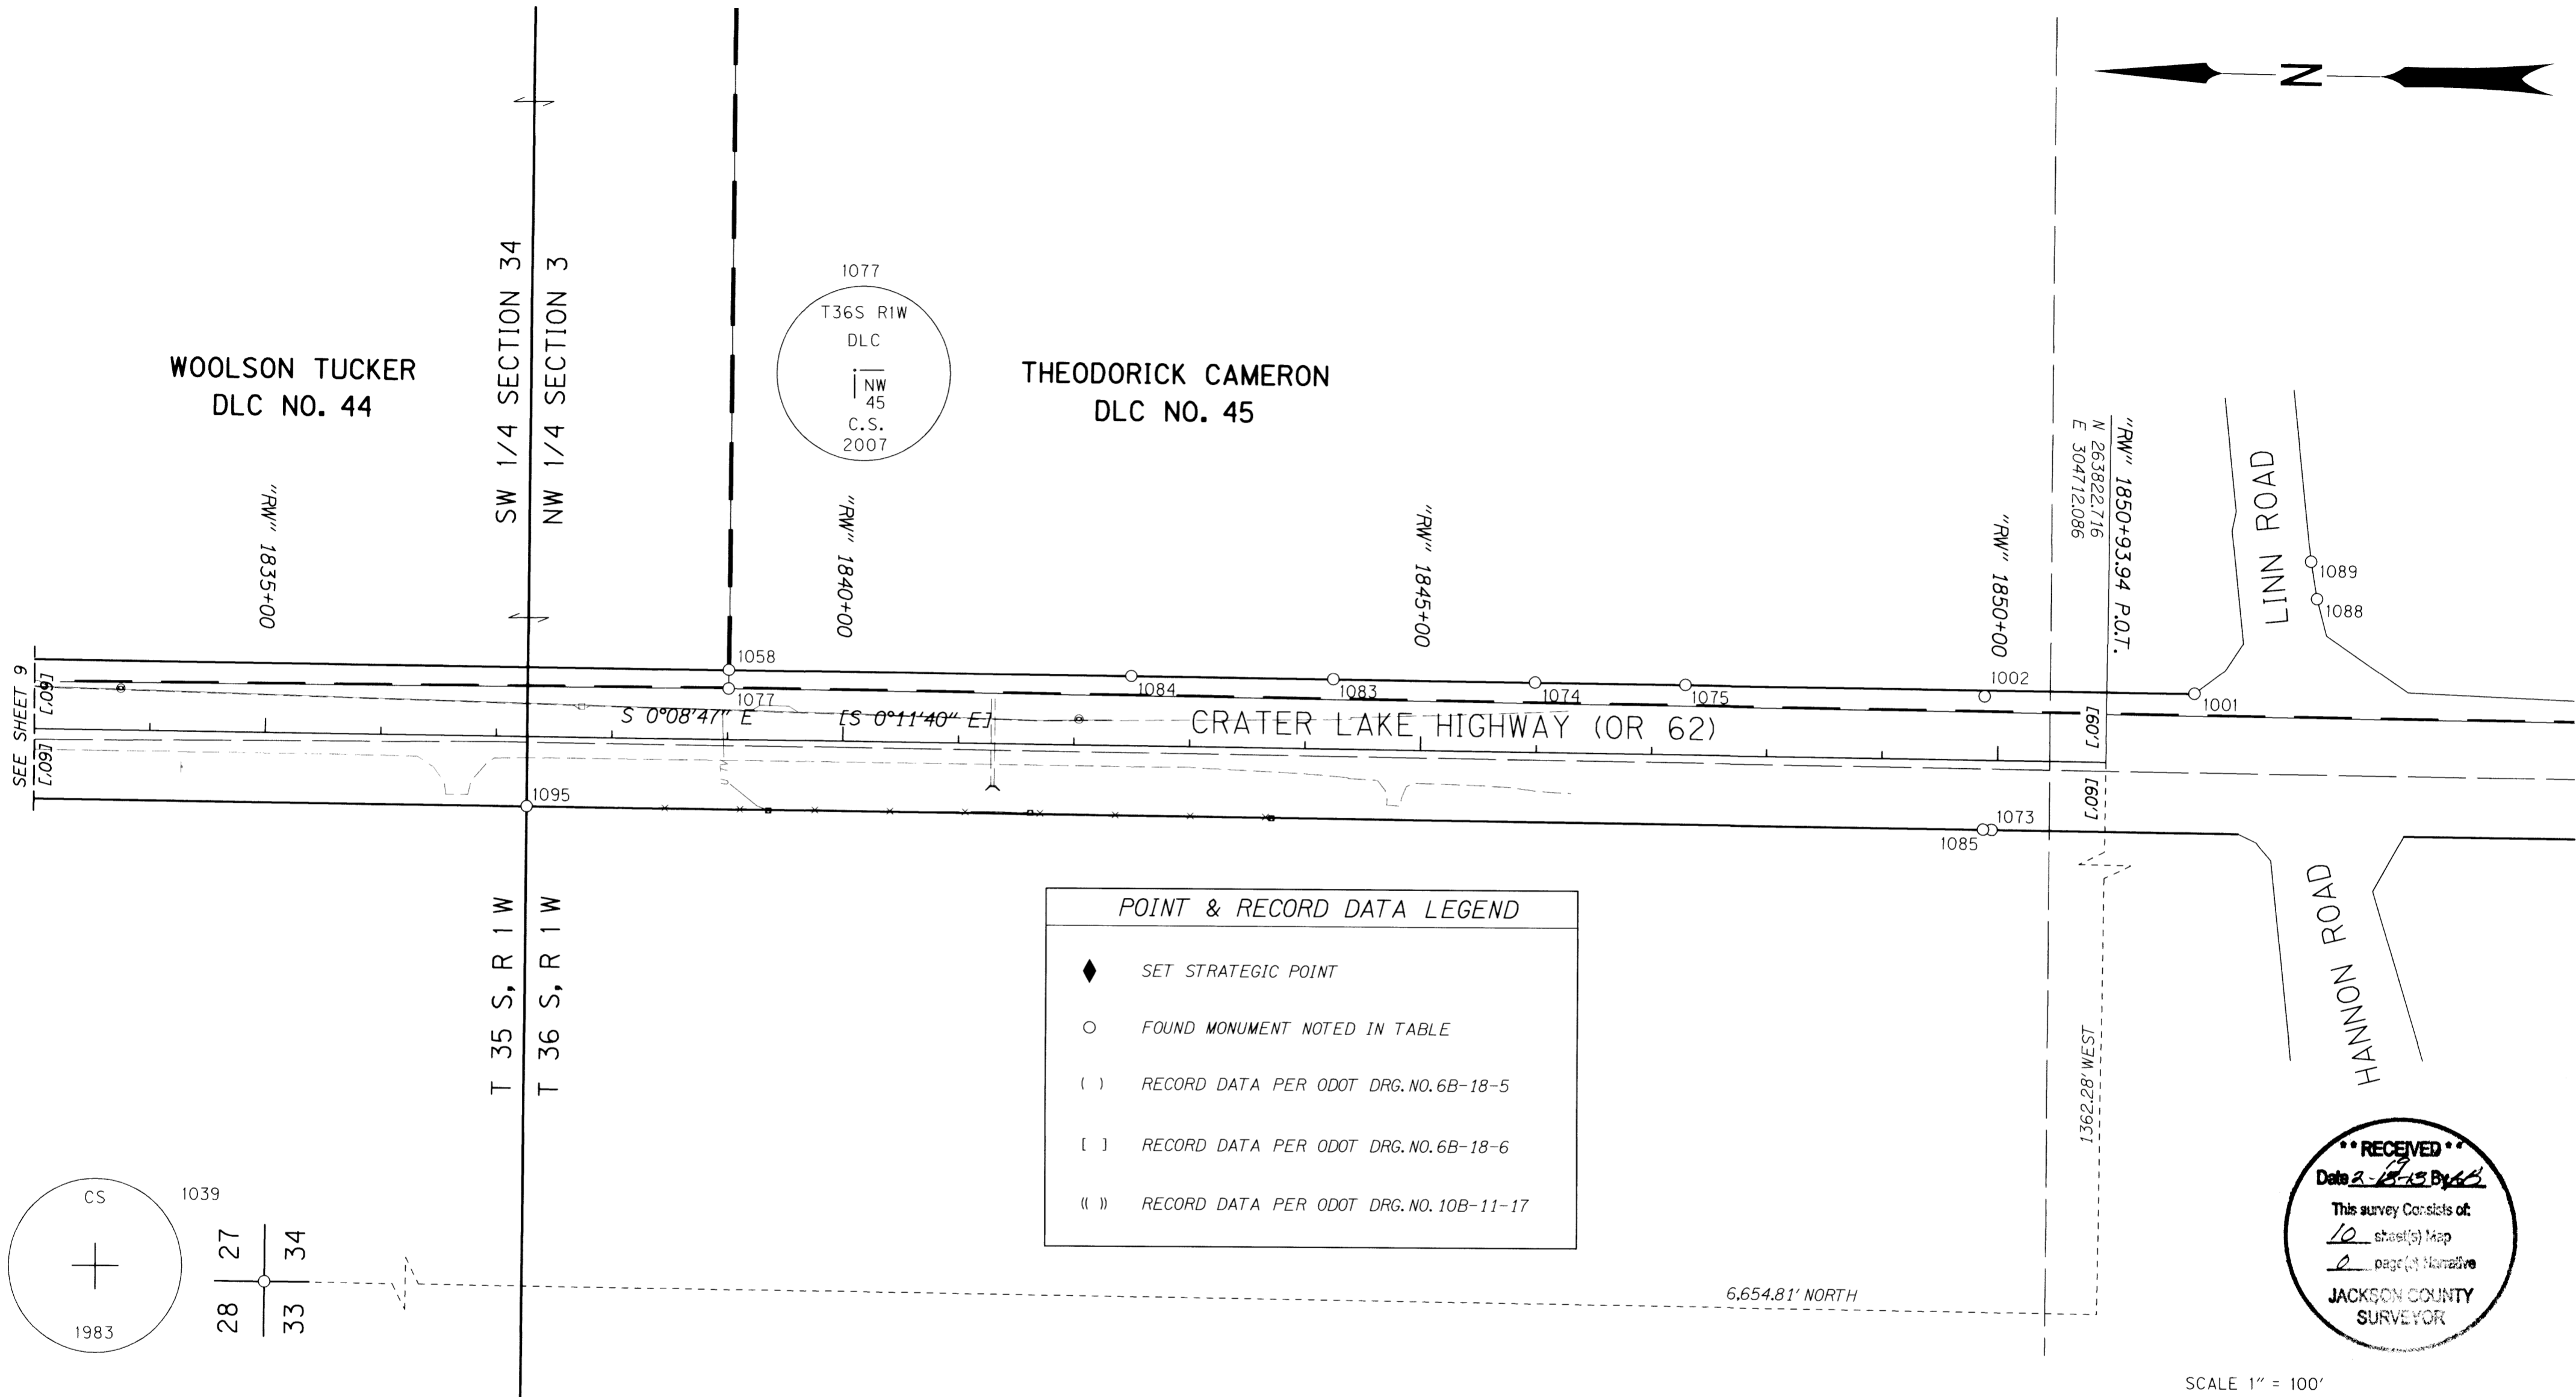 N
WOOLSON TUCKER
DLC NO. 44
SW 1/4 SECTION 34
NW 1/4 SECTION 3
1077
T36S R1W
DLC
NW
45
C.S.
2007
THEODORICK CAMERON
DLC NO. 45
"RW" 1835+00
"RW" 1840+00
"RW" 1845+00
"RW" 1850+00
"RW" 1850+93.94 P.O.T.
N 263822.716
E 304712.086
LINN ROAD
1089
1088
SEE SHEET 9
[60']
[60']
1058
1077
1084
1083
1074
1075
1002
1001
S 0°08'47" E
[S 0°11'40" E]
CRATER LAKE HIGHWAY (OR 62)
[60']
[60']
1095
1073
1085
HANNON ROAD
T 35 S, R 1 W
T 36 S, R 1 W
POINT & RECORD DATA LEGEND
SET STRATEGIC POINT
FOUND MONUMENT NOTED IN TABLE
( ) RECORD DATA PER ODOT DRG.NO.6B-18-5
[ ] RECORD DATA PER ODOT DRG.NO.6B-18-6
(( )) RECORD DATA PER ODOT DRG.NO.10B-11-17
1362.28' WEST
6,654.81' NORTH
CS
1983
1039
27
34
28
33
** RECEIVED **
Date By
This survey Consists of:
10 sheet(s) Map
0 page(s) Narrative
JACKSON COUNTY
SURVEYOR
SCALE 1" = 100'